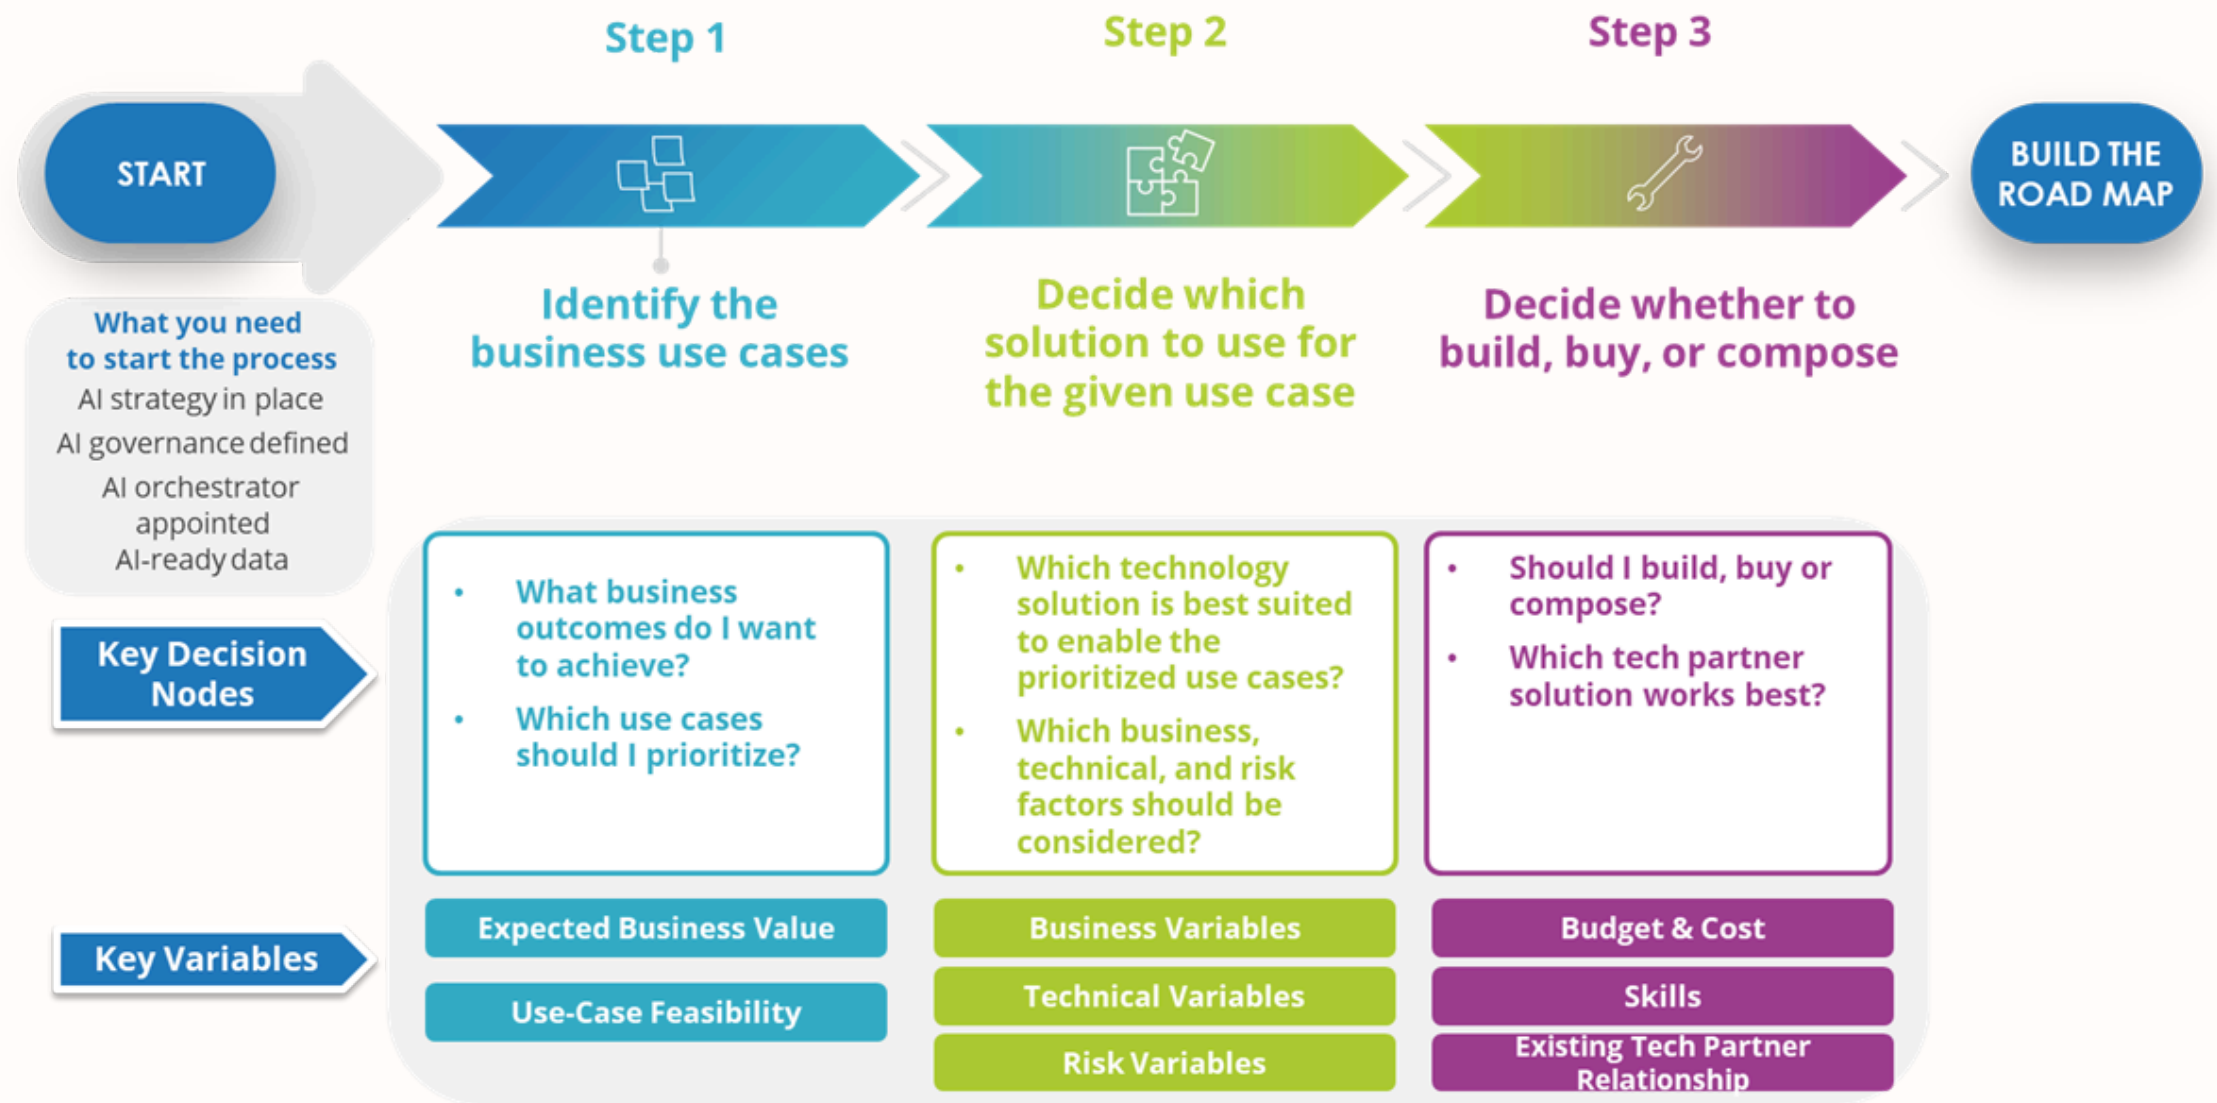 Step 1
Step 2
Step 3
START
BUILD THE
ROAD MAP
What you need
to start the process
AI strategy in place
AI governance defined
AI orchestrator
appointed
AI-ready data
Identify the
business use cases
Decide which
solution to use for
the given use case
Decide whether to
build, buy, or compose
Key Decision
Nodes
• What business
outcomes do I want
to achieve?
• Which use cases
should I prioritize?
• Which technology
solution is best suited
to enable the
prioritized use cases?
• Which business,
technical, and risk
factors should be
considered?
• Should I build, buy or
compose?
• Which tech partner
solution works best?
Key Variables
Expected Business Value
Use-Case Feasibility
Business Variables
Technical Variables
Risk Variables
Budget & Cost
Skills
Existing Tech Partner
Relationship